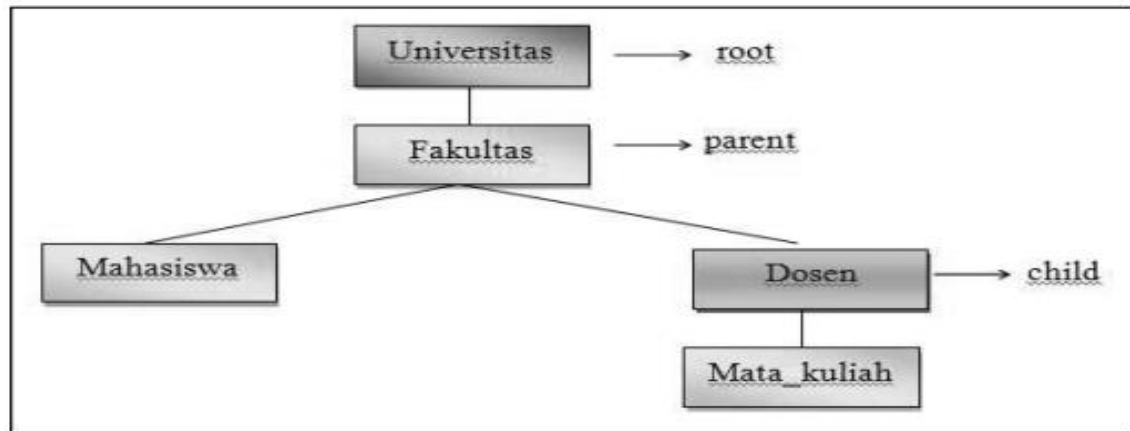 Universitas
root
Fakultas
parent
Mahasiswa
Dosen
child
Mata_kuliah